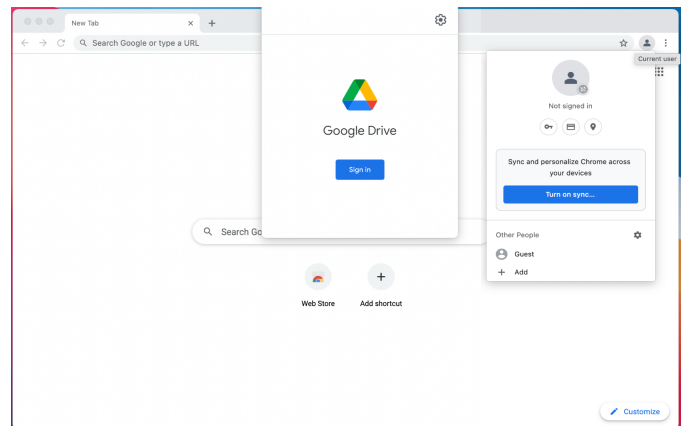 New Tab
Search Google or type a URL
Current user
Google Drive
Sign in
Not signed in
Sync and personalize Chrome across
your devices
Turn on sync...
Other People
Guest
Add
Search Go
Web Store
Add shortcut
Customize